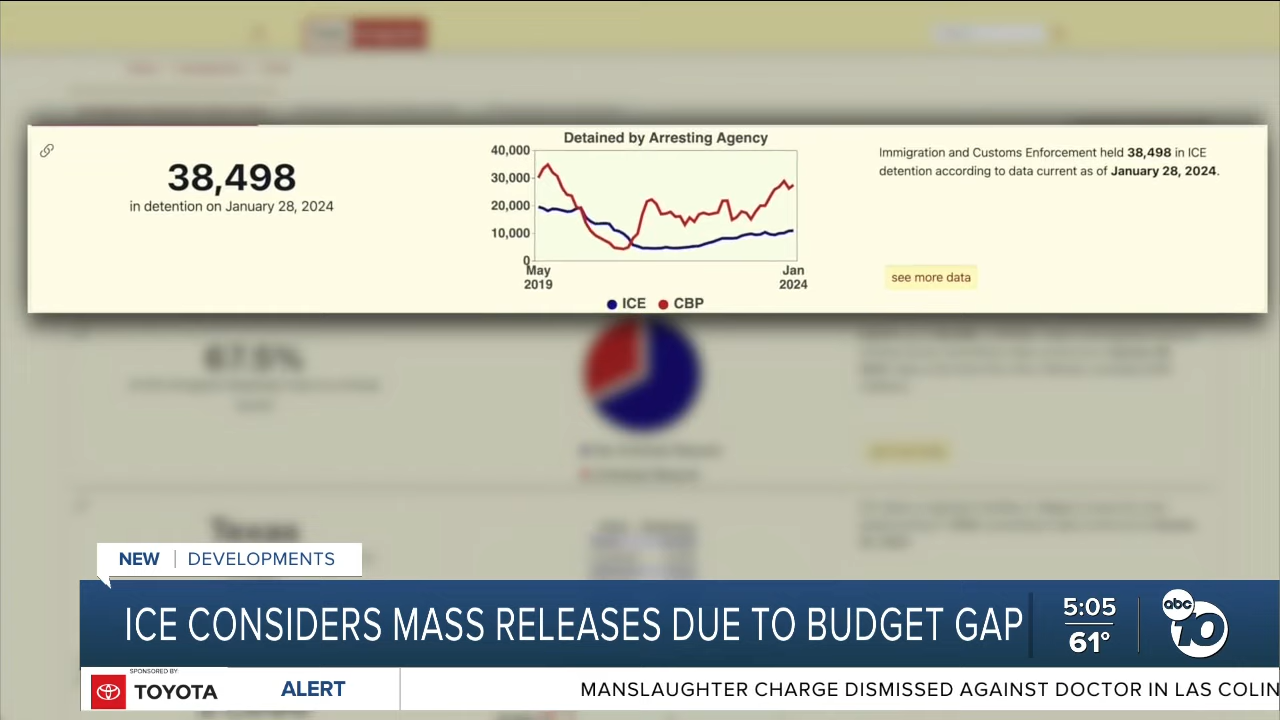 38,498
in detention on January 28, 2024
Detained by Arresting Agency
40,000
30,000
20,000
10,000
0
May
2019
Jan
2024
ICE
CBP
Immigration and Customs Enforcement held 38,498 in ICE
detention according to data current as of January 28, 2024.
see more data
67.5%
Texas
NEW
DEVELOPMENTS
ICE CONSIDERS MASS RELEASES DUE TO BUDGET GAP
5:05
61°
abc
10
SPONSORED BY:
TOYOTA
ALERT
MANSLAUGHTER CHARGE DISMISSED AGAINST DOCTOR IN LAS COLIN